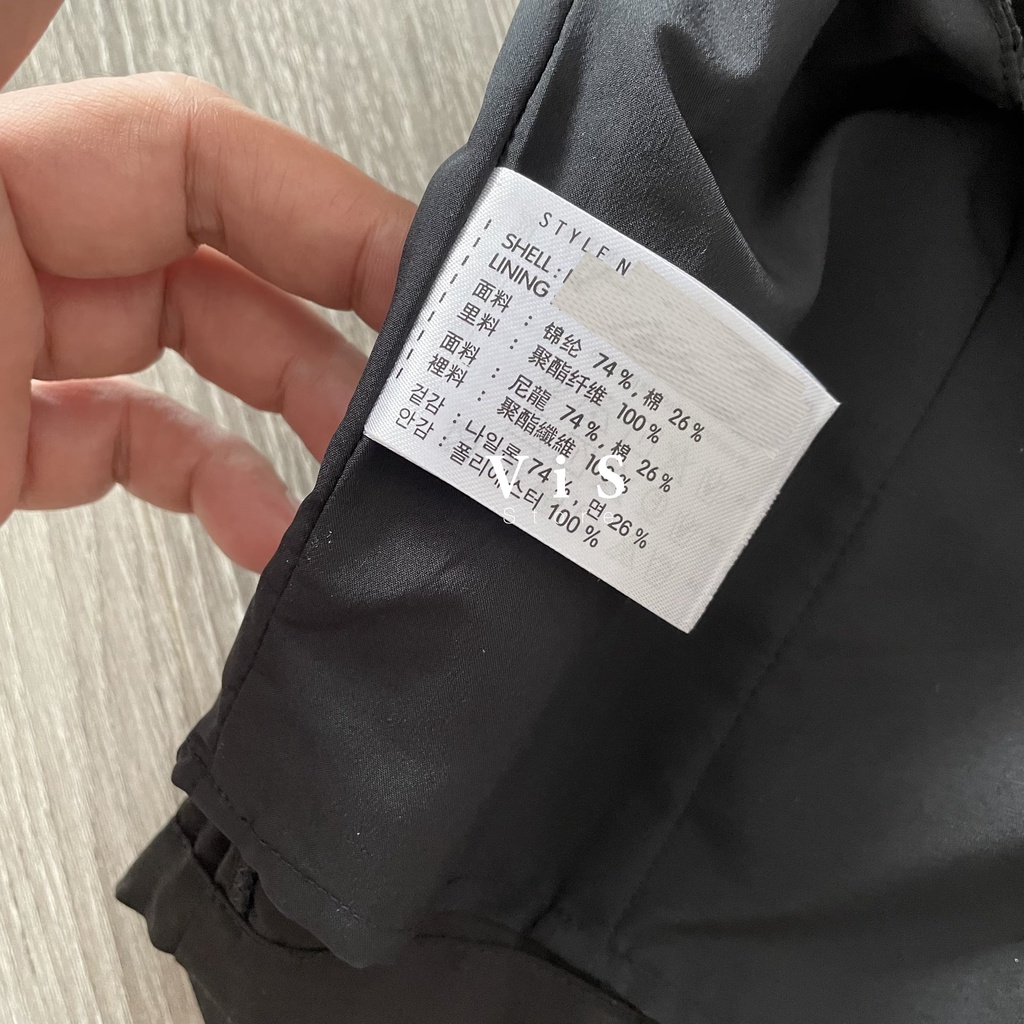 STYLE N
SHELL :
LINING
面料 : 锦纶 74%, 棉 26%
里料 : 聚酯纤维 100%
面料 : 尼龍 74%, 棉 26%
裡料 : 聚酯纖維 100%
겉감 : 나일론 74%, 면 26%
안감 : 폴리에스터 100%
ViS